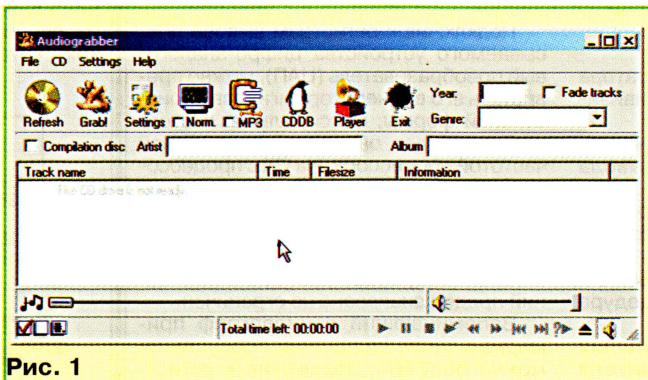 Audiograbber
File CD Settings Help
Refresh Grab! Settings Norm. MP3 CDDB Player Exit
Year:
Fade tracks
Genre:
Compilation disc Artist Album
Track name Time Filesize Information
The CD drive is not ready
Total time left: 00:00:00
Рис. 1